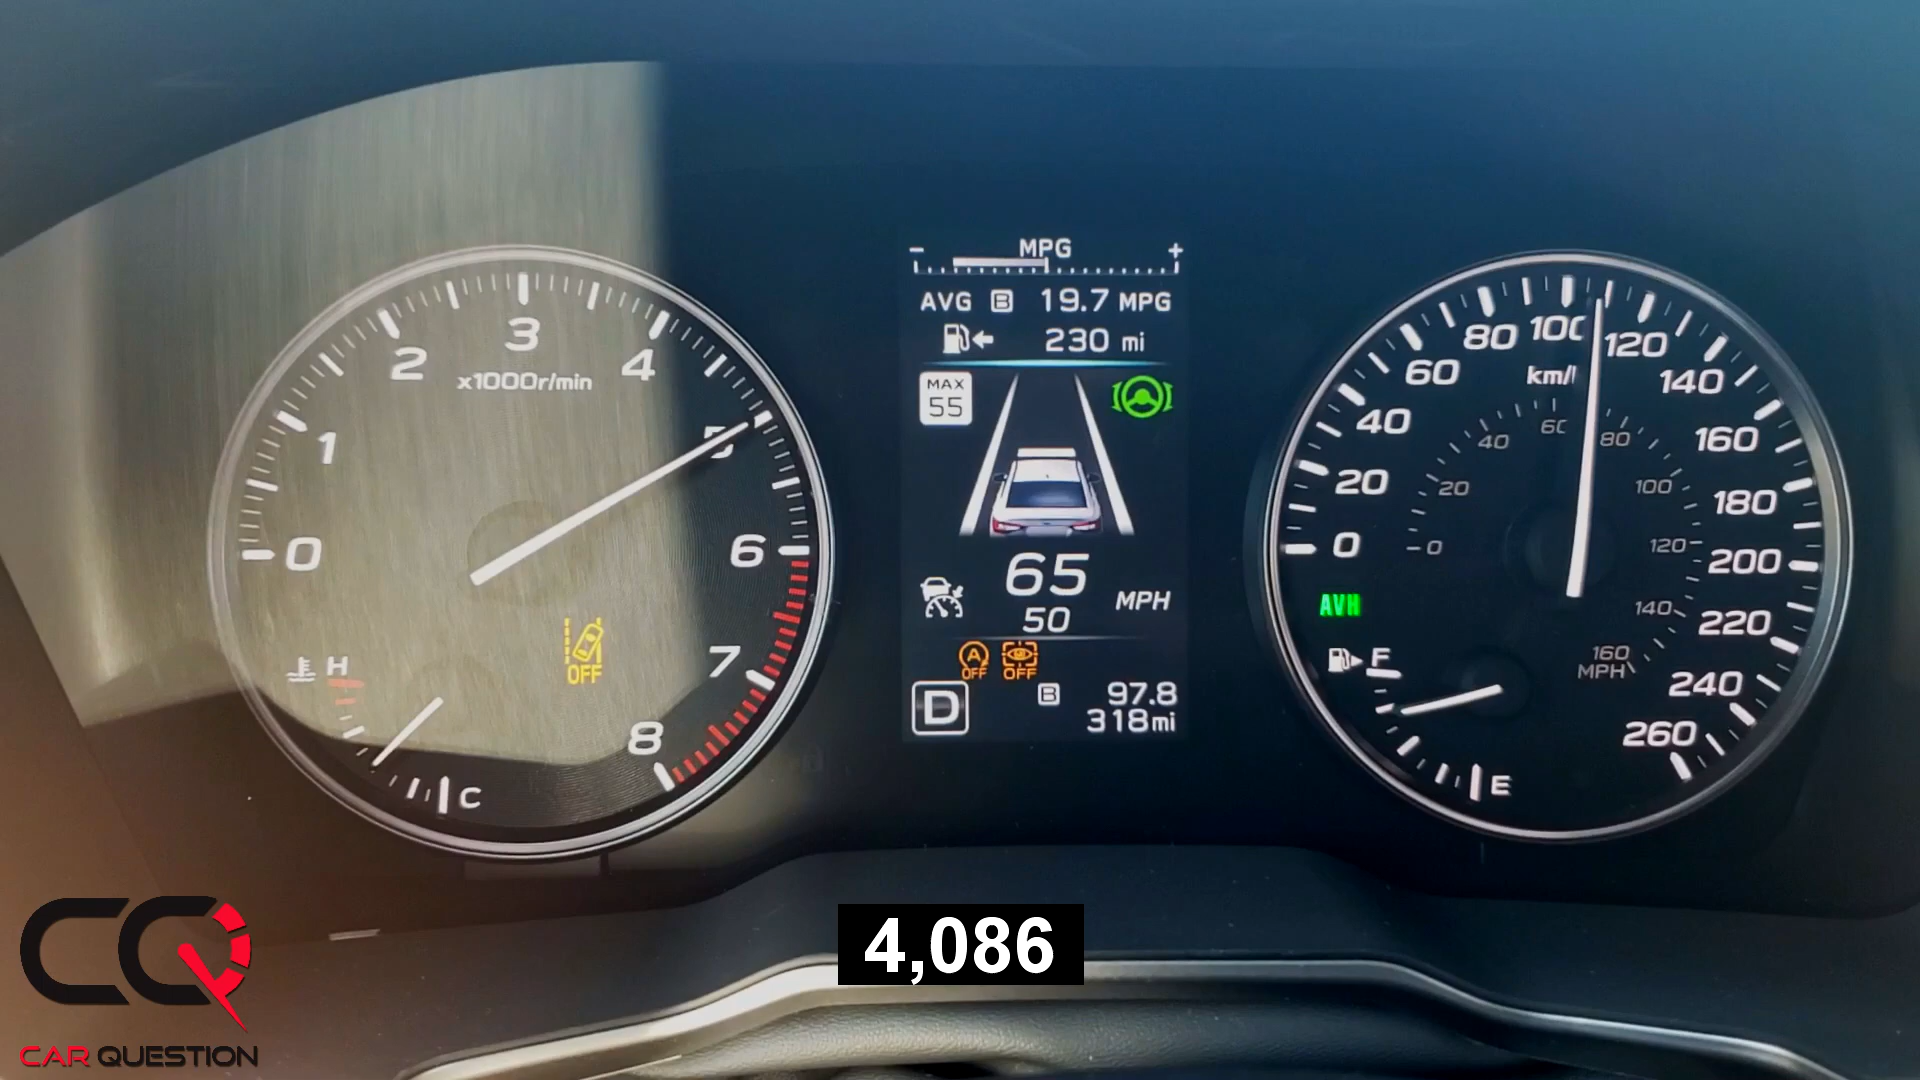 0
1
2
3
4
5
6
7
8
x1000r/min
OFF
H
C
- MPG +
AVG B 19.7 MPG
230 mi
MAX
55
65
50 MPH
A
OFF OFF
D
B 97.8
318mi
0
20
40
60
80
100
120
140
160
180
200
220
240
260
0
20
40
80
100
120
140
160
MPH
AVH
F
E
4,086
CQ
CAR QUESTION